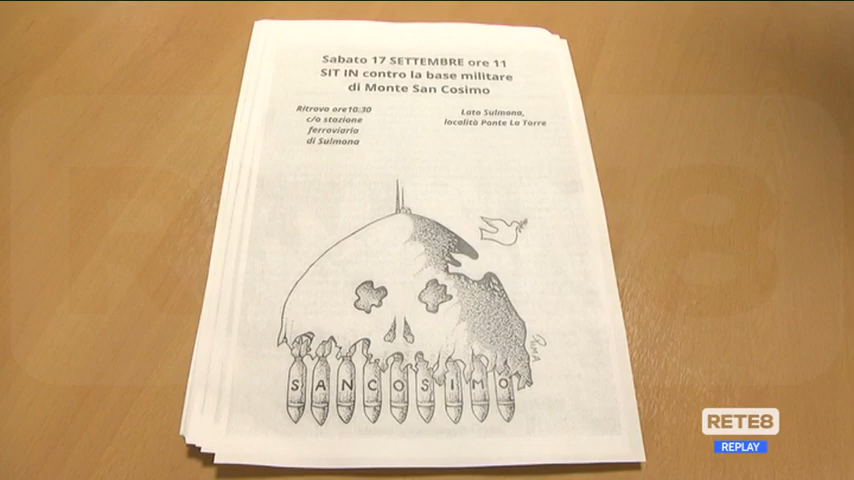 Sabato 17 SETTEMBRE ore 11
SIT IN contro la base militare
di Monte San Cosimo
Ritrovo ore10:30
c/o stazione
ferroviaria
di Sulmona
Lato Sulmona,
località Ponte La Torre
SANCOSIMO
PUMA
RETE8
REPLAY